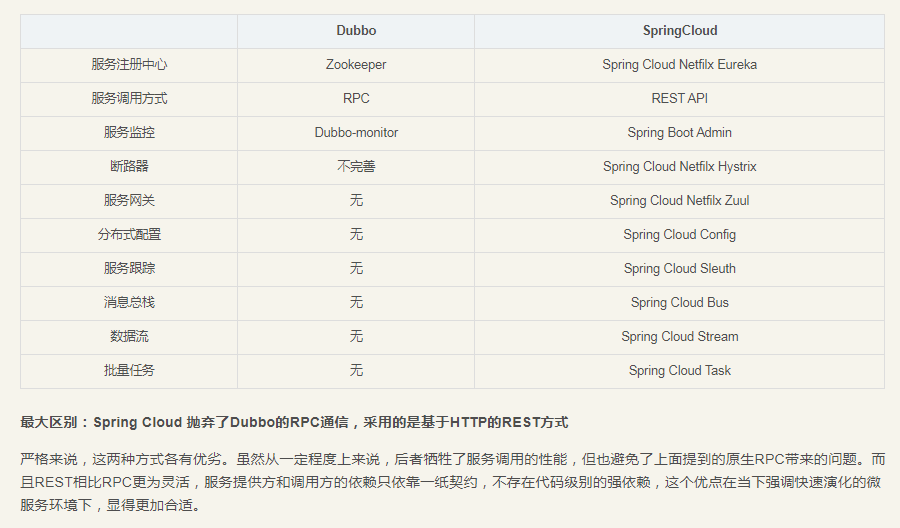 Dubbo SpringCloud
服务注册中心 Zookeeper Spring Cloud Netfilx Eureka
服务调用方式 RPC REST API
服务监控 Dubbo-monitor Spring Boot Admin
断路器 不完善 Spring Cloud Netfilx Hystrix
服务网关 无 Spring Cloud Netfilx Zuul
分布式配置 无 Spring Cloud Config
服务跟踪 无 Spring Cloud Sleuth
消息总栈 无 Spring Cloud Bus
数据流 无 Spring Cloud Stream
批量任务 无 Spring Cloud Task
最大区别：Spring Cloud 抛弃了Dubbo的RPC通信，采用的是基于HTTP的REST方式
严格来说，这两种方式各有优劣。虽然从一定程度上来说，后者牺牲了服务调用的性能，但也避免了上面提到的原生RPC带来的问题。而
且REST相比RPC更为灵活，服务提供方和调用方的依赖只依靠一纸契约，不存在代码级别的强依赖，这个优点在当下强调快速演化的微
服务环境下，显得更加合适。